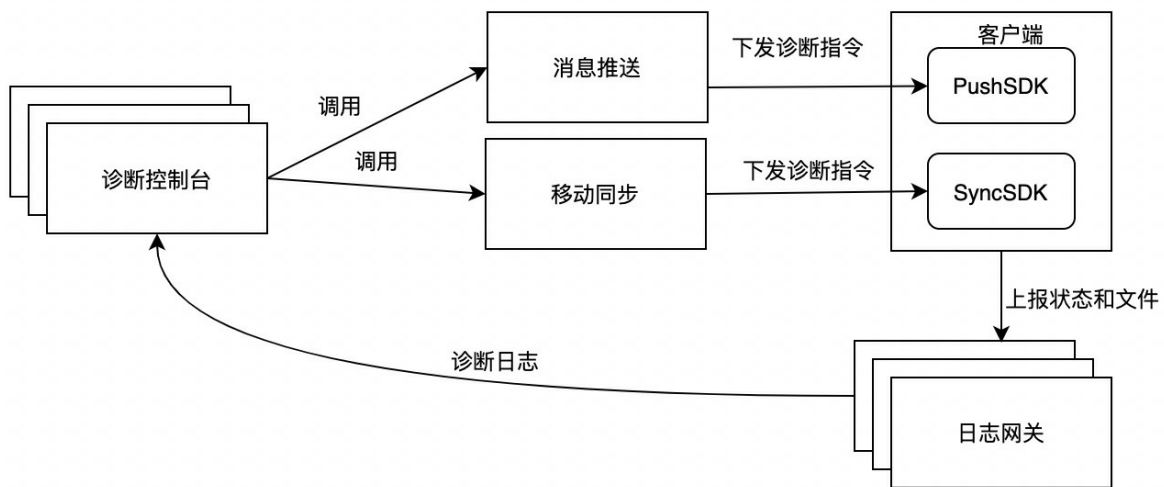 客户端
消息推送
下发诊断指令
PushSDK
调用
诊断控制台
调用
移动同步
下发诊断指令
SyncSDK
上报状态和文件
诊断日志
日志网关